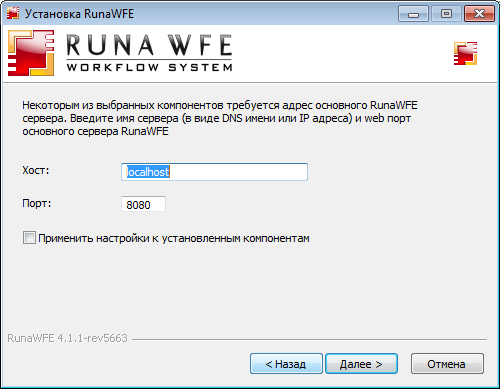 Установка RunaWFE
RUNA WFE
WORKFLOW SYSTEM
Некоторым из выбранных компонентов требуется адрес основного RunaWFE
сервера. Введите имя сервера (в виде DNS имени или IP адреса) и web порт
основного сервера RunaWFE
Хост:
localhost
Порт:
8080
Применить настройки к установленным компонентам
RunaWFE 4.1.1-rev5663
< Назад
Далее >
Отмена